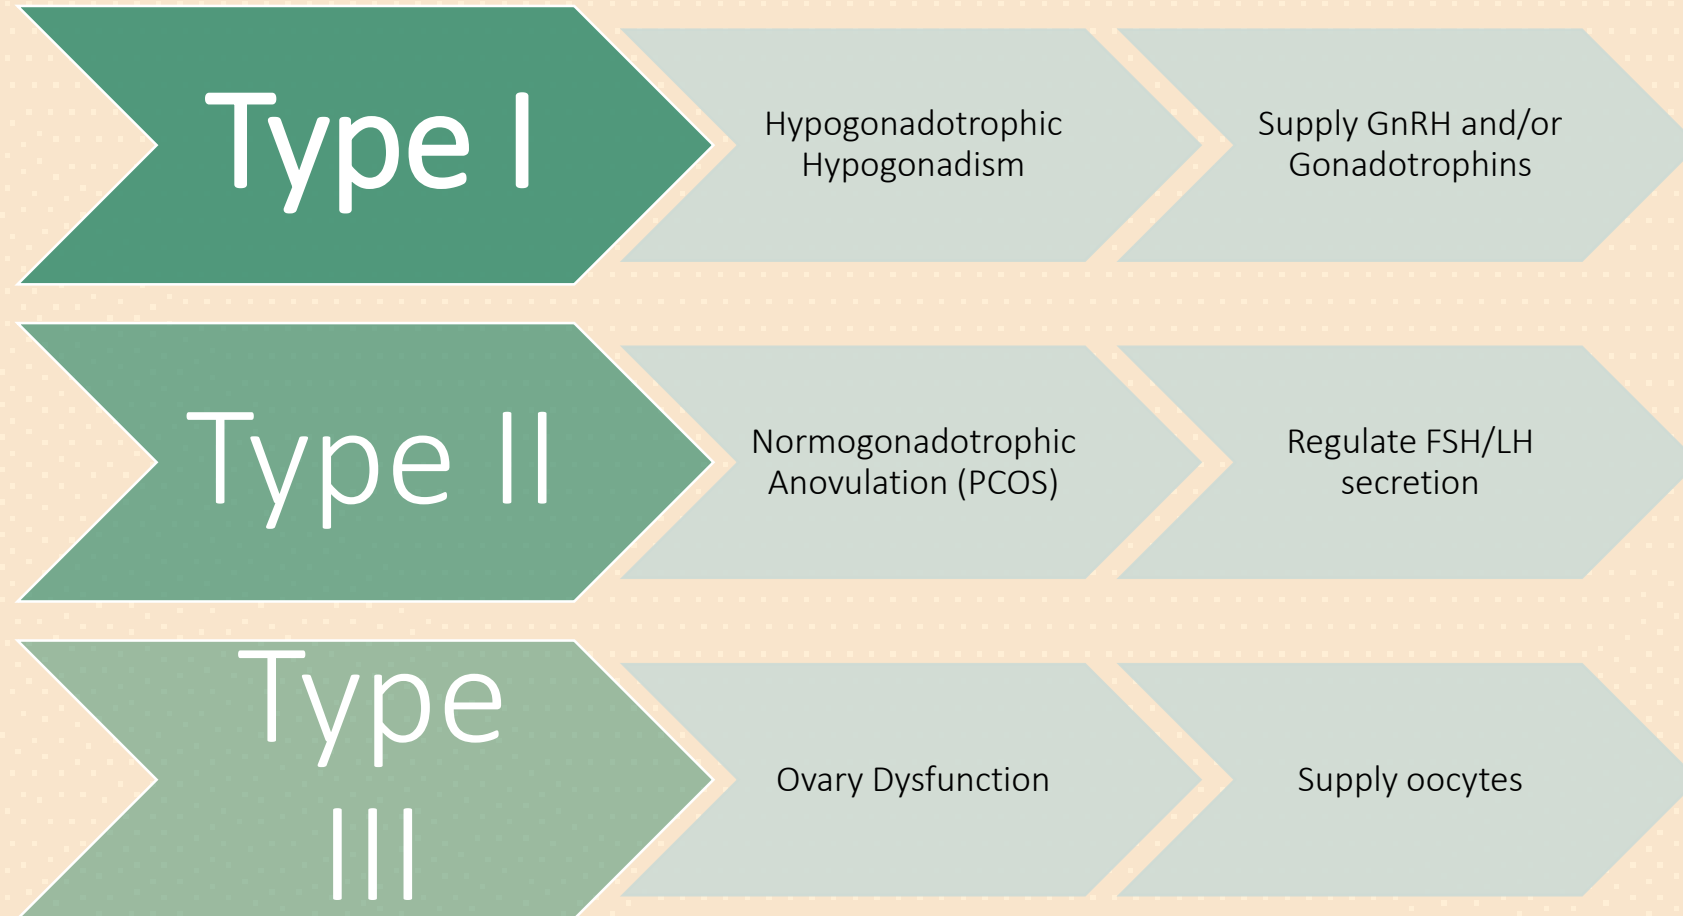 Type I
Hypogonadotrophic
Hypogonadism
Supply GnRH and/or
Gonadotrophins
Type II
Normogonadotrophic
Anovulation (PCOS)
Regulate FSH/LH
secretion
Type
III
Ovary Dysfunction
Supply oocytes